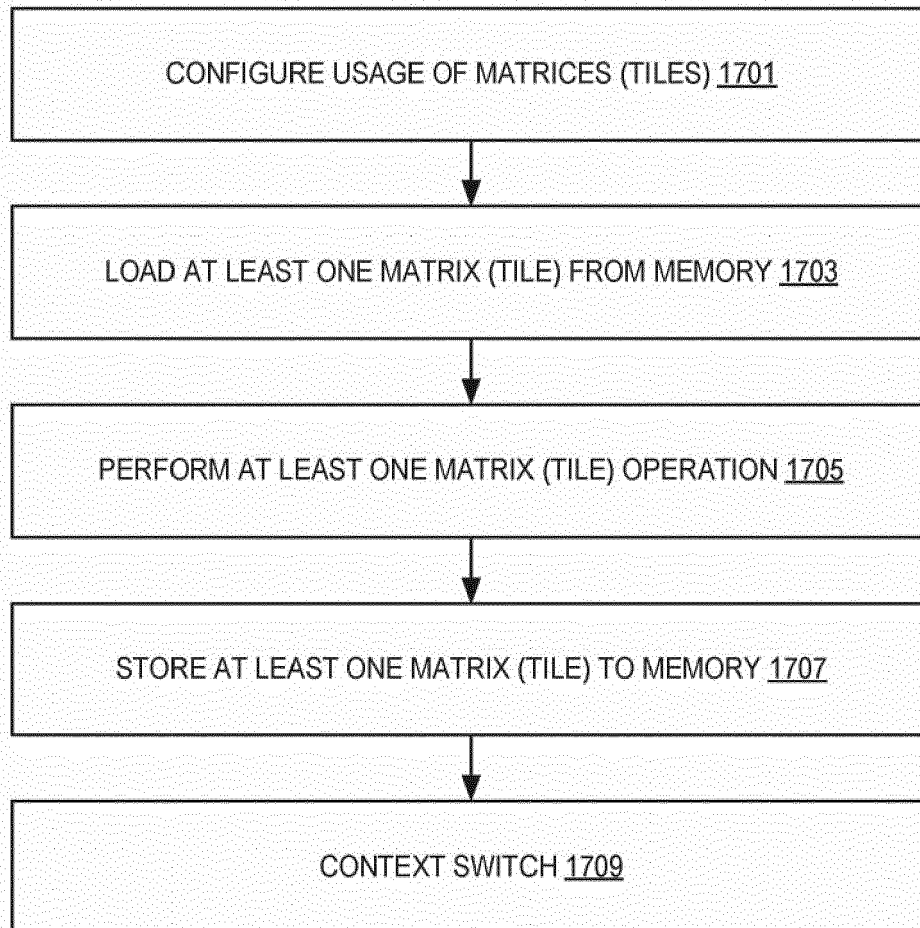 CONFIGURE USAGE OF MATRICES (TILES) 1701
LOAD AT LEAST ONE MATRIX (TILE) FROM MEMORY 1703
PERFORM AT LEAST ONE MATRIX (TILE) OPERATION 1705
STORE AT LEAST ONE MATRIX (TILE) TO MEMORY 1707
CONTEXT SWITCH 1709